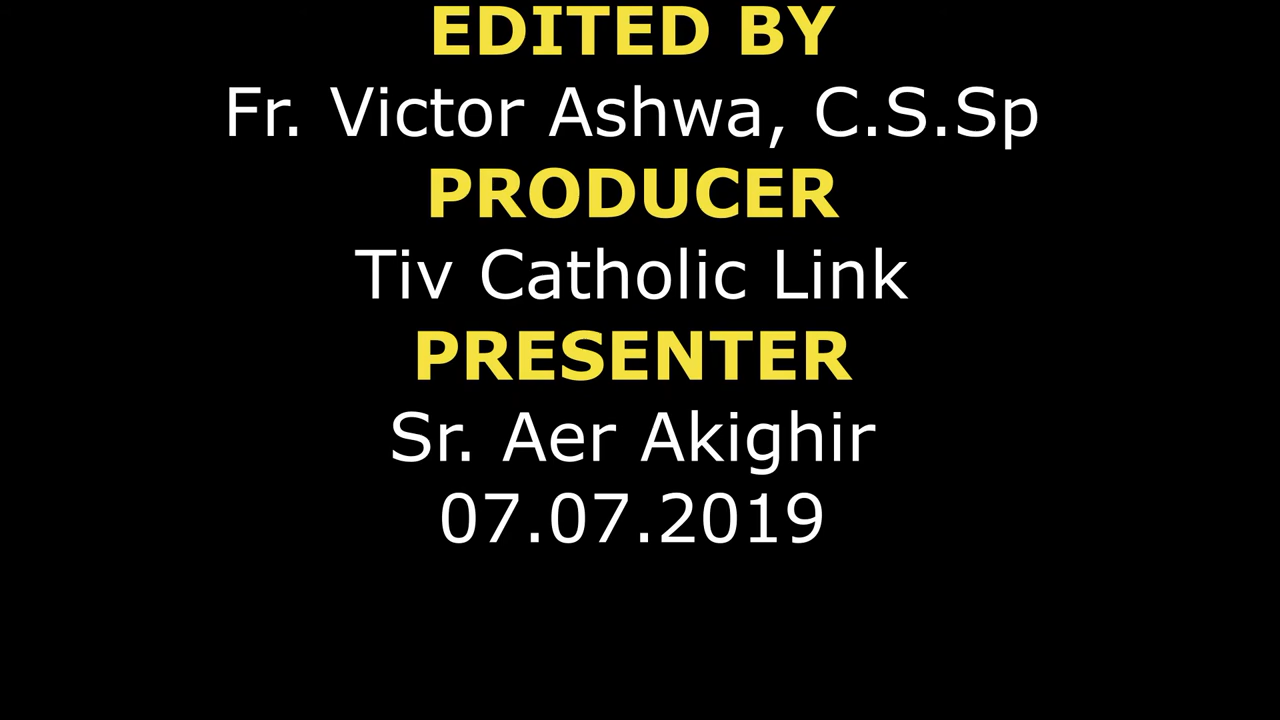 EDITED BY
Fr. Victor Ashwa, C.S.Sp
PRODUCER
Tiv Catholic Link
PRESENTER
Sr. Aer Akighir
07.07.2019